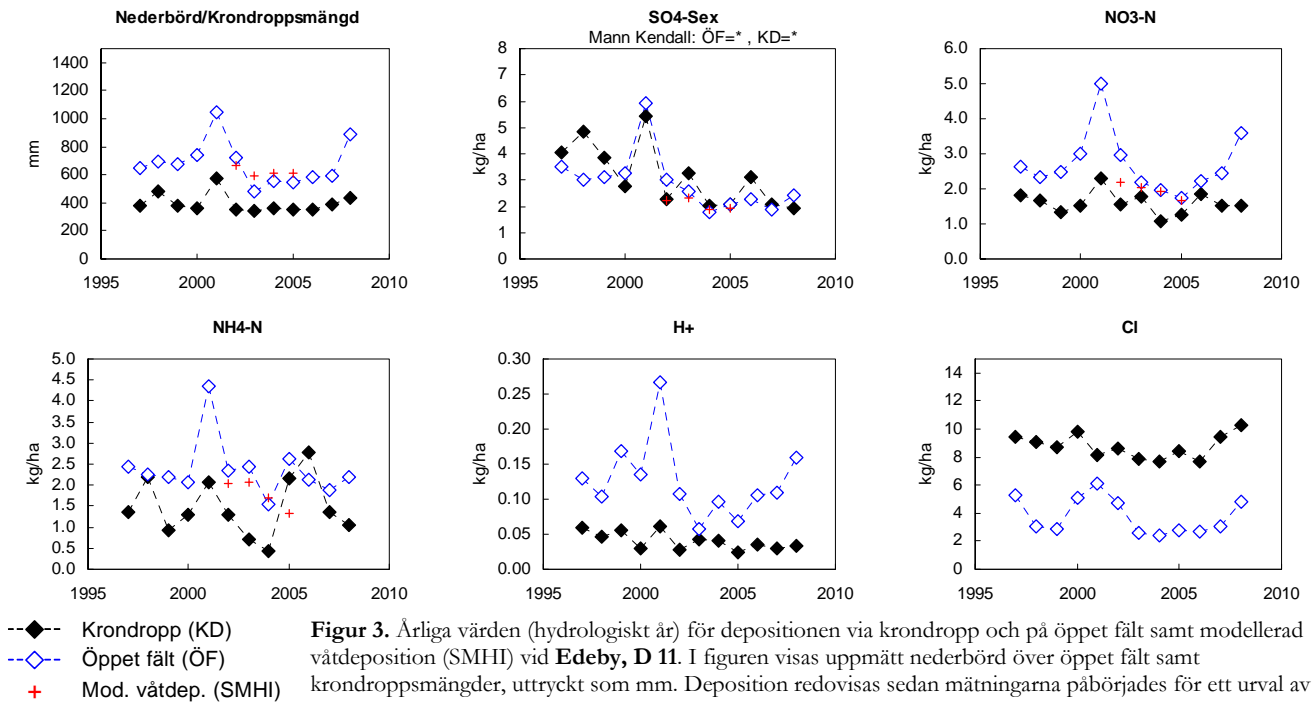 Nederbörd/Krondroppsmängd
1400
1200
1000
800
600
400
200
0
mm
1995 2000 2005 2010
SO4-Sex
Mann Kendall: ÖF=* , KD=*
8
7
6
5
4
3
2
1
0
kg/ha
1995 2000 2005 2010
NO3-N
6.0
5.0
4.0
3.0
2.0
1.0
0.0
kg/ha
1995 2000 2005 2010
NH4-N
5.0
4.5
4.0
3.5
3.0
2.5
2.0
1.5
1.0
0.5
0.0
kg/ha
1995 2000 2005 2010
H+
0.30
0.25
0.20
0.15
0.10
0.05
0.00
kg/ha
1995 2000 2005 2010
Cl
14
12
10
8
6
4
2
0
kg/ha
1995 2000 2005 2010
Krondropp (KD)
Öppet fält (ÖF)
Mod. våtdep. (SMHI)
Figur 3. Årliga värden (hydrologiskt år) för depositionen via krondropp och på öppet fält samt modellerad
våtdeposition (SMHI) vid Edeby, D 11. I figuren visas uppmätt nederbörd över öppet fält samt
krondroppsmängder, uttryckt som mm. Deposition redovisas sedan mätningarna påbörjades för ett urval av